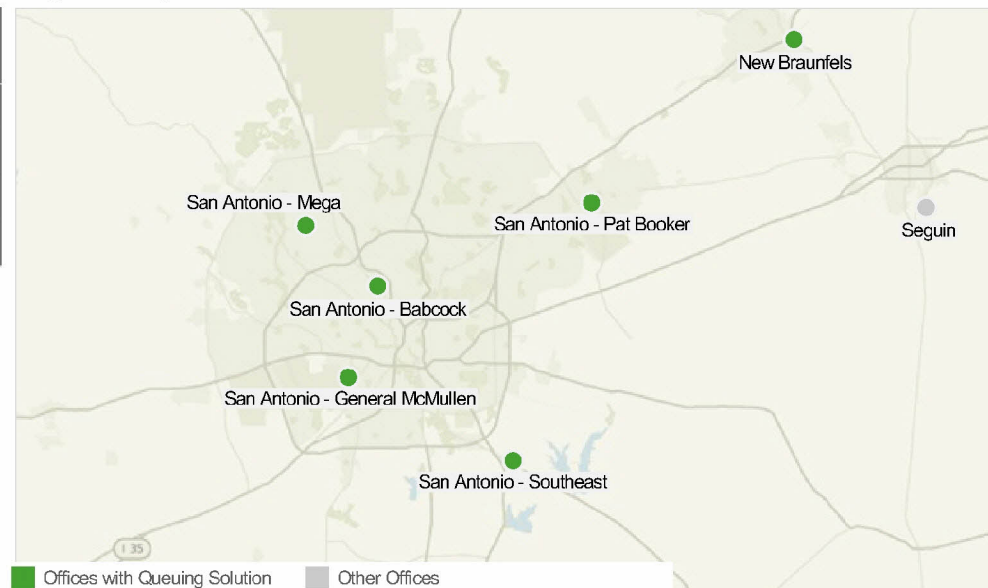 New Braunfels
San Antonio - Mega
San Antonio - Pat Booker
Seguin
San Antonio - Babcock
San Antonio - General McMullen
San Antonio - Southeast
I 35
Offices with Queuing Solution
Other Offices